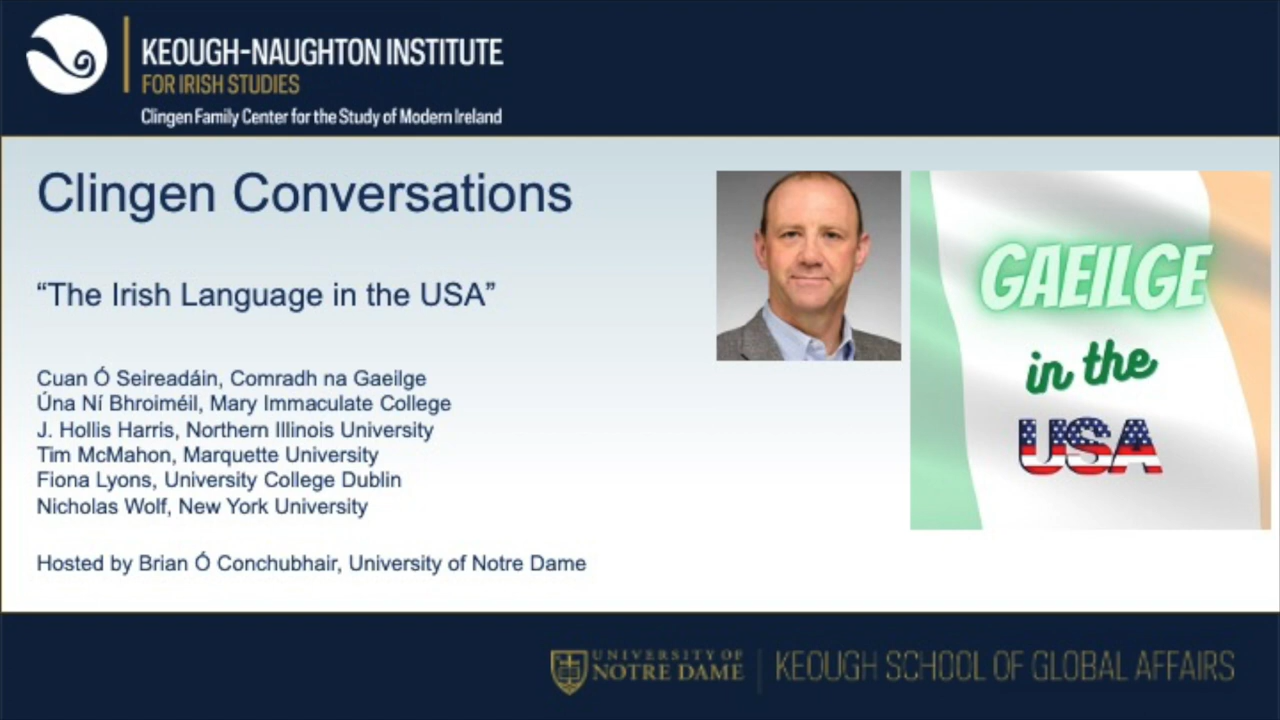 KEOUGH-NAUGHTON INSTITUTE
FOR IRISH STUDIES
Clingen Family Center for the Study of Modern Ireland
Clingen Conversations
“The Irish Language in the USA”
Cuan Ó Seireadáin, Comradh na Gaeilge
Úna Ní Bhroiméil, Mary Immaculate College
J. Hollis Harris, Northern Illinois University
Tim McMahon, Marquette University
Fiona Lyons, University College Dublin
Nicholas Wolf, New York University
Hosted by Brian Ó Conchubhair, University of Notre Dame
GAEILGE
in the
USA
UNIVERSITY OF
NOTRE DAME
KEOUGH SCHOOL OF GLOBAL AFFAIRS